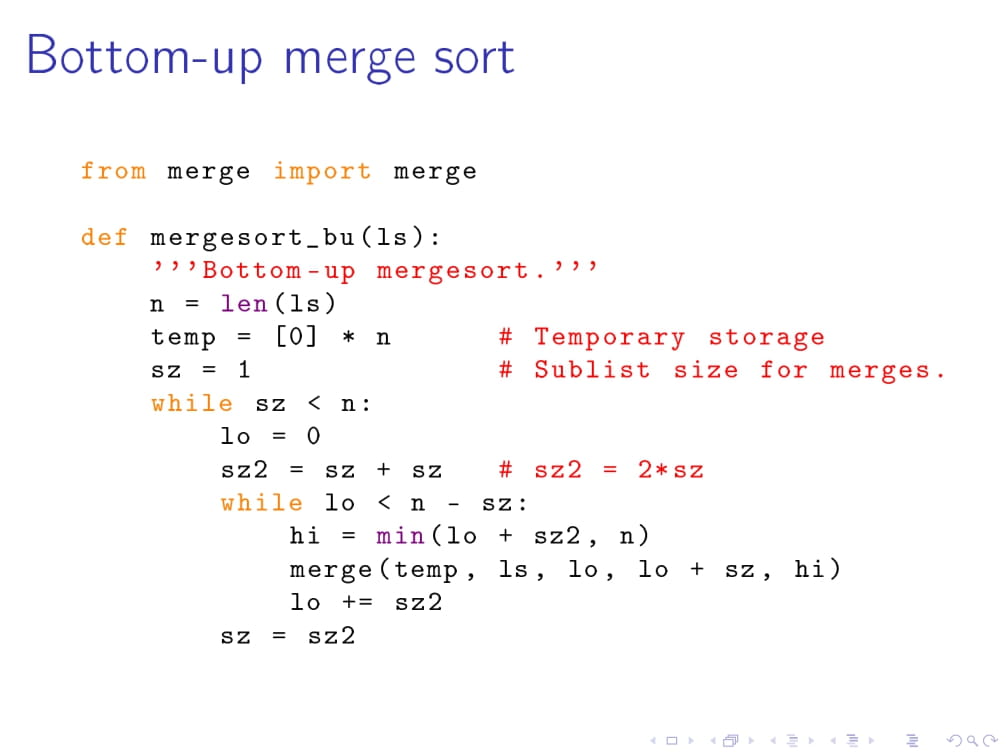 Bottom-up merge sort
from merge import merge
def mergesort_bu(ls):
    '''Bottom-up mergesort.'''
    n = len(ls)
    temp = [0] * n      # Temporary storage
    sz = 1              # Sublist size for merges.
    while sz < n:
        lo = 0
        sz2 = sz + sz   # sz2 = 2*sz
        while lo < n - sz:
            hi = min(lo + sz2, n)
            merge(temp, ls, lo, lo + sz, hi)
            lo += sz2
        sz = sz2